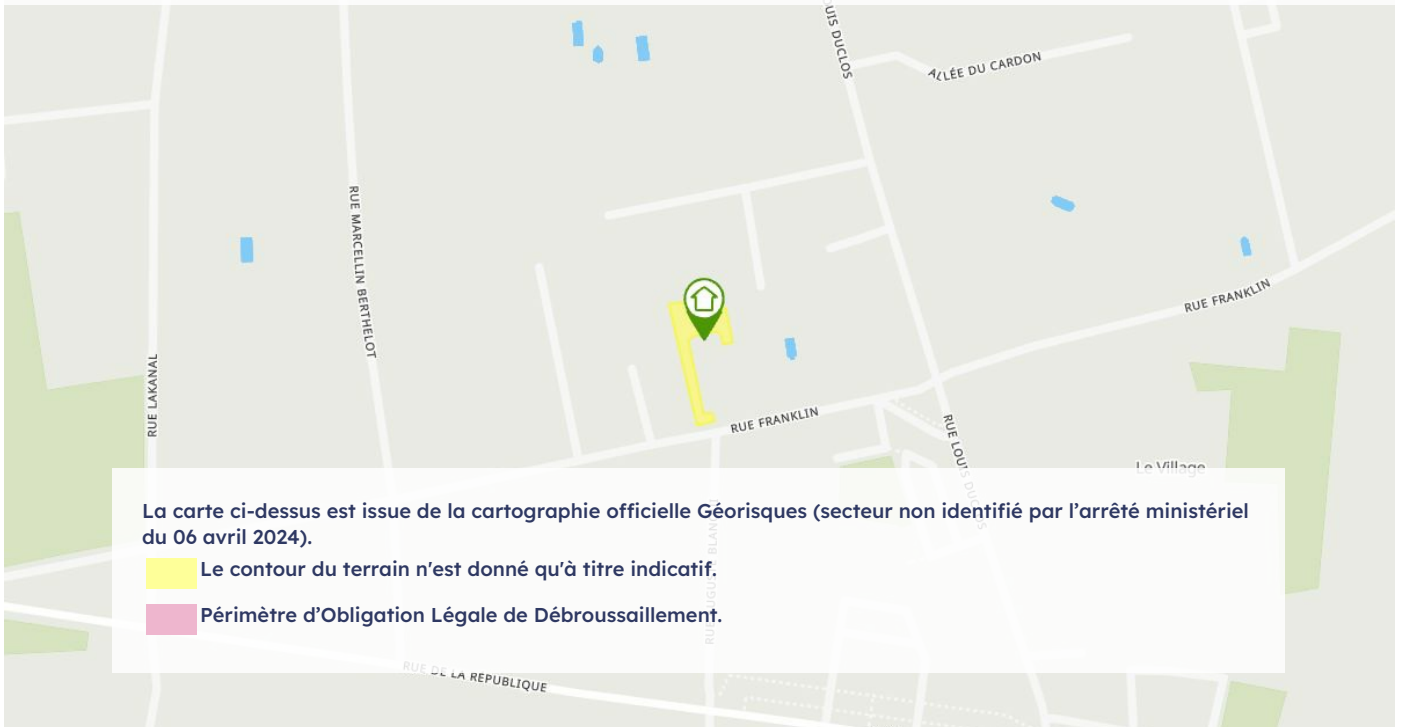 UIS DUCLOS
ALLÉE DU CARDON
RUE MARCELLIN BERTHELOT
RUE FRANKLIN
RUE LAKANAL
RUE FRANKLIN
RUE LOUIS DUCLOS
Le Village
La carte ci-dessus est issue de la cartographie officielle Géorisques (secteur non identifié par l'arrêté ministériel
du 06 avril 2024).
Le contour du terrain n'est donné qu'à titre indicatif.
Périmètre d'Obligation Légale de Débroussaillement.
RUE DE LA RÉPUBLIQUE